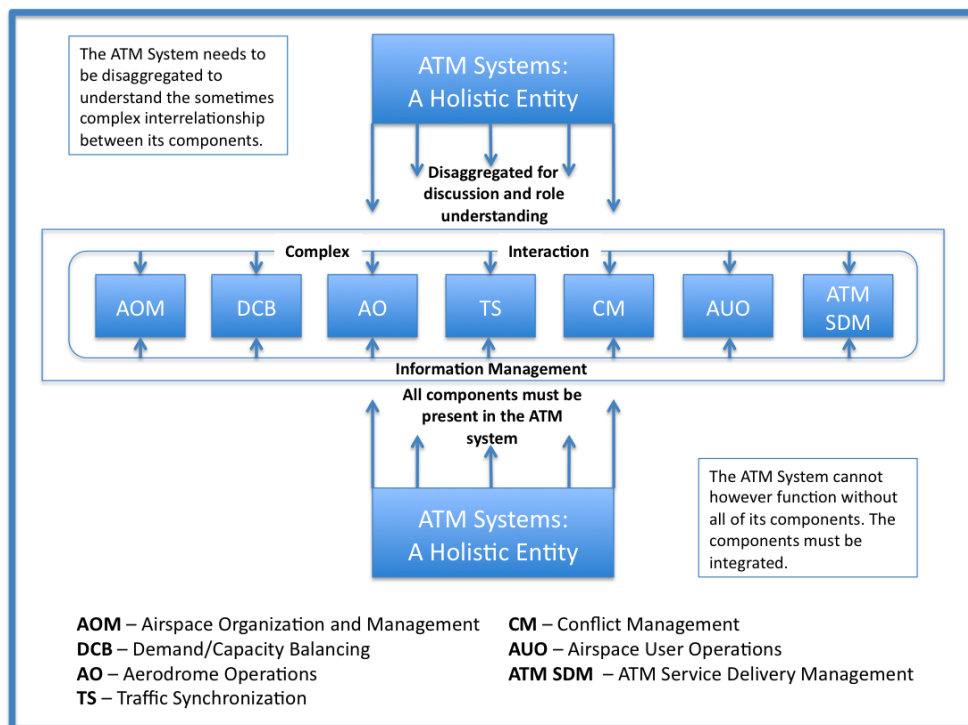 The ATM System needs to
be disaggregated to
understand the sometimes
complex interrelationship
between its components.
ATM Systems:
A Holistic Entity
Disaggregated for
discussion and role
understanding
Complex
Interaction
AOM
DCB
AO
TS
CM
AUO
ATM
SDM
Information Management
All components must be
present in the ATM
system
ATM Systems:
A Holistic Entity
The ATM System cannot
however function without
all of its components. The
components must be
integrated.
AOM – Airspace Organization and Management
DCB – Demand/Capacity Balancing
AO – Aerodrome Operations
TS – Traffic Synchronization
CM – Conflict Management
AUO – Airspace User Operations
ATM SDM – ATM Service Delivery Management